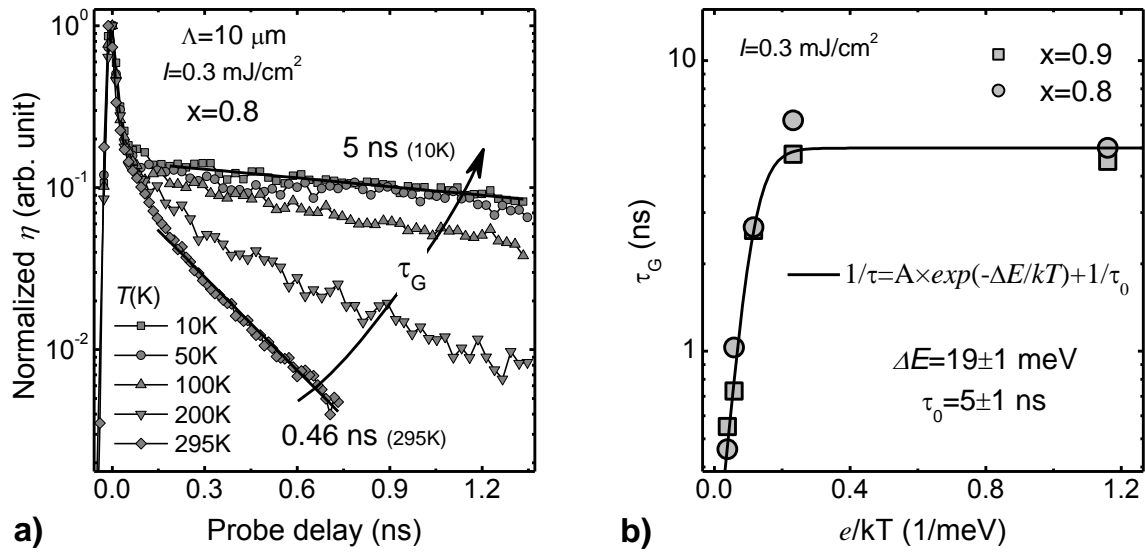 Normalized η (arb. unit)
10⁰
10⁻¹
10⁻²
Λ=10 μm
I=0.3 mJ/cm²
x=0.8
5 ns (10K)
τ_G
T(K)
10K
50K
100K
200K
295K
0.46 ns (295K)
0.0 0.3 0.6 0.9 1.2
Probe delay (ns)
a)
τ_G (ns)
10
1
I=0.3 mJ/cm²
x=0.9
x=0.8
1/τ=A×exp(-ΔE/kT)+1/τ₀
ΔE=19±1 meV
τ₀=5±1 ns
0.0 0.4 0.8 1.2
e/kT (1/meV)
b)